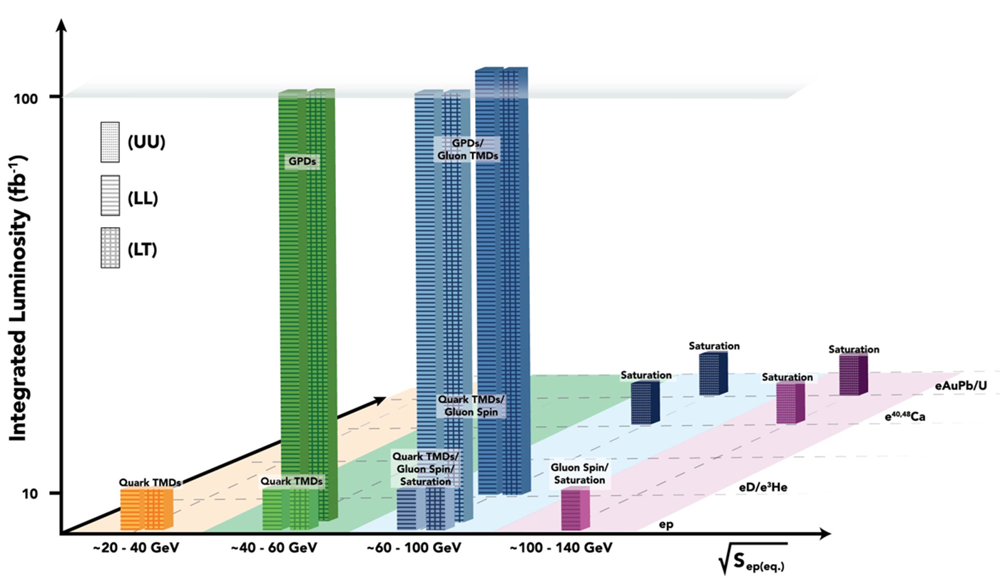 Integrated Luminosity (fb⁻¹)
100
10
(UU)
(LL)
(LT)
GPDs
GPDs/
Gluon TMDs
Saturation
Saturation
Saturation
Saturation
eAuPb/U
Quark TMDs/
Gluon Spin
e⁴⁰,⁴⁸Ca
Quark TMDs/
Gluon Spin/
Saturation
Gluon Spin/
Saturation
Quark TMDs
Quark TMDs
eD/e³He
ep
~20 - 40 GeV
~40 - 60 GeV
~60 - 100 GeV
~100 - 140 GeV
√S ep(eq.)